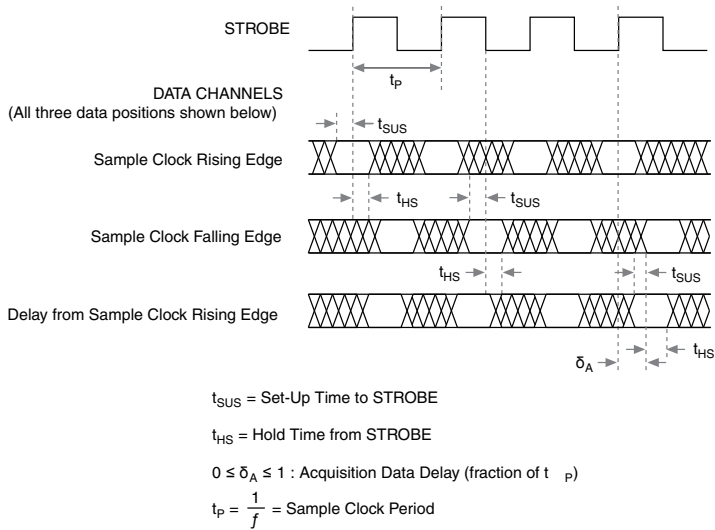 STROBE
tP
DATA CHANNELS
(All three data positions shown below)
tSUS
Sample Clock Rising Edge
tHS
tSUS
Sample Clock Falling Edge
tHS
tSUS
Delay from Sample Clock Rising Edge
δA
tHS
tSUS = Set-Up Time to STROBE
tHS = Hold Time from STROBE
0 ≤ δA ≤ 1 : Acquisition Data Delay (fraction of t P)
tP = 1/f = Sample Clock Period